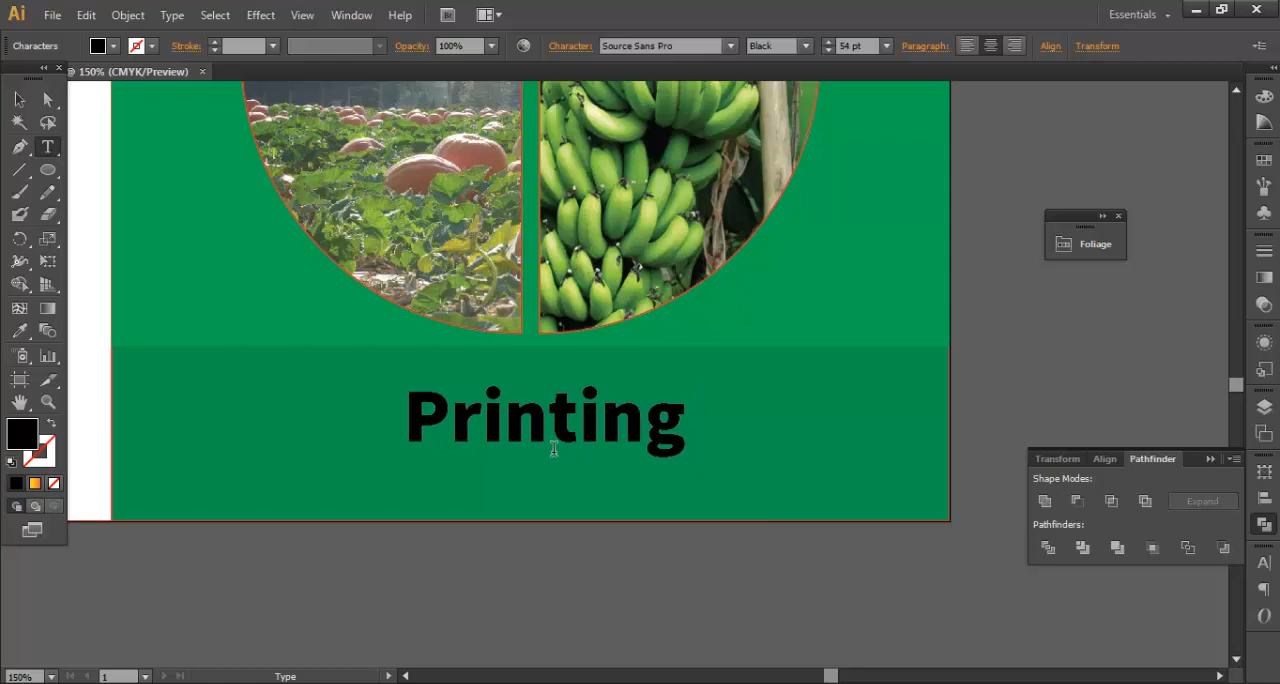 Ai File Edit Object Type Select Effect View Window Help Br Essentials
Characters Stroke: Opacity: 100% Character: Source Sans Pro Black 54 pt Paragraph: Align Transform
@ 150% (CMYK/Preview)
Foliage
Printing
Transform Align Pathfinder
Shape Modes:
Expand
Pathfinders:
150% 1 Type